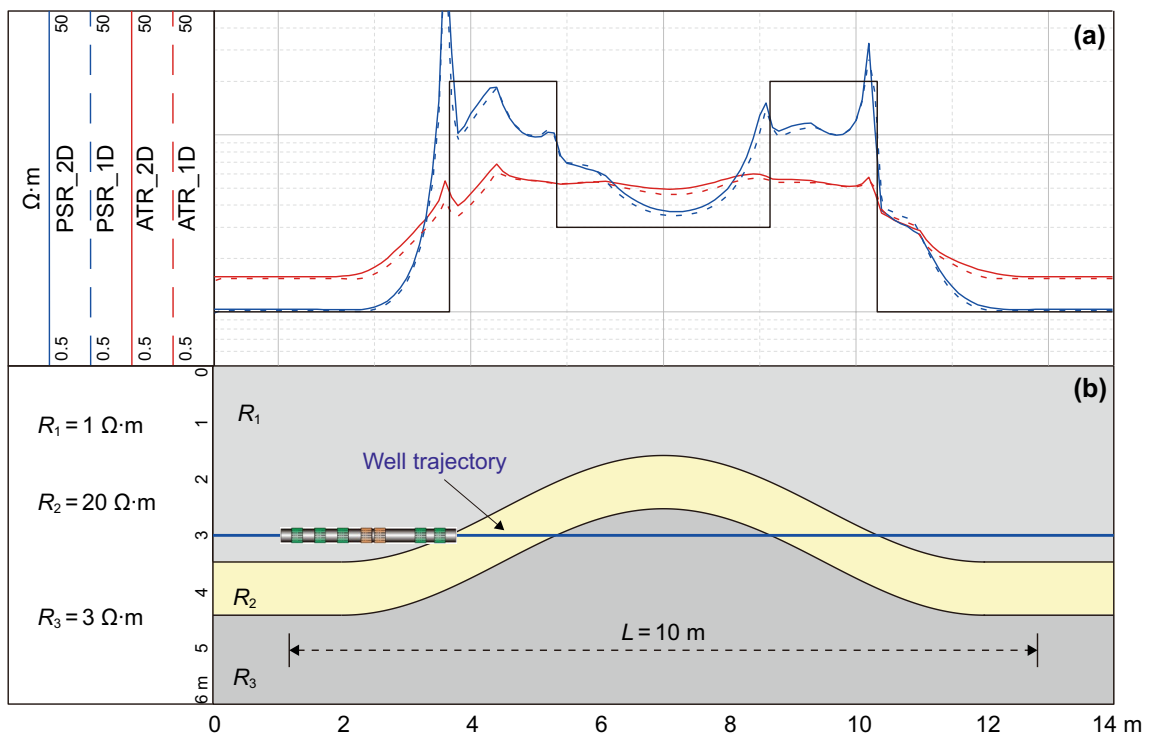 Ω·m
0.5 PSR_2D 50
0.5 PSR_1D 50
0.5 ATR_2D 50
0.5 ATR_1D 50
(a)
R₁ = 1 Ω·m
R₂ = 20 Ω·m
R₃ = 3 Ω·m
0
1
2
3
4
5
6 m
(b)
R₁
Well trajectory
R₂
L = 10 m
R₃
0 2 4 6 8 10 12 14 m